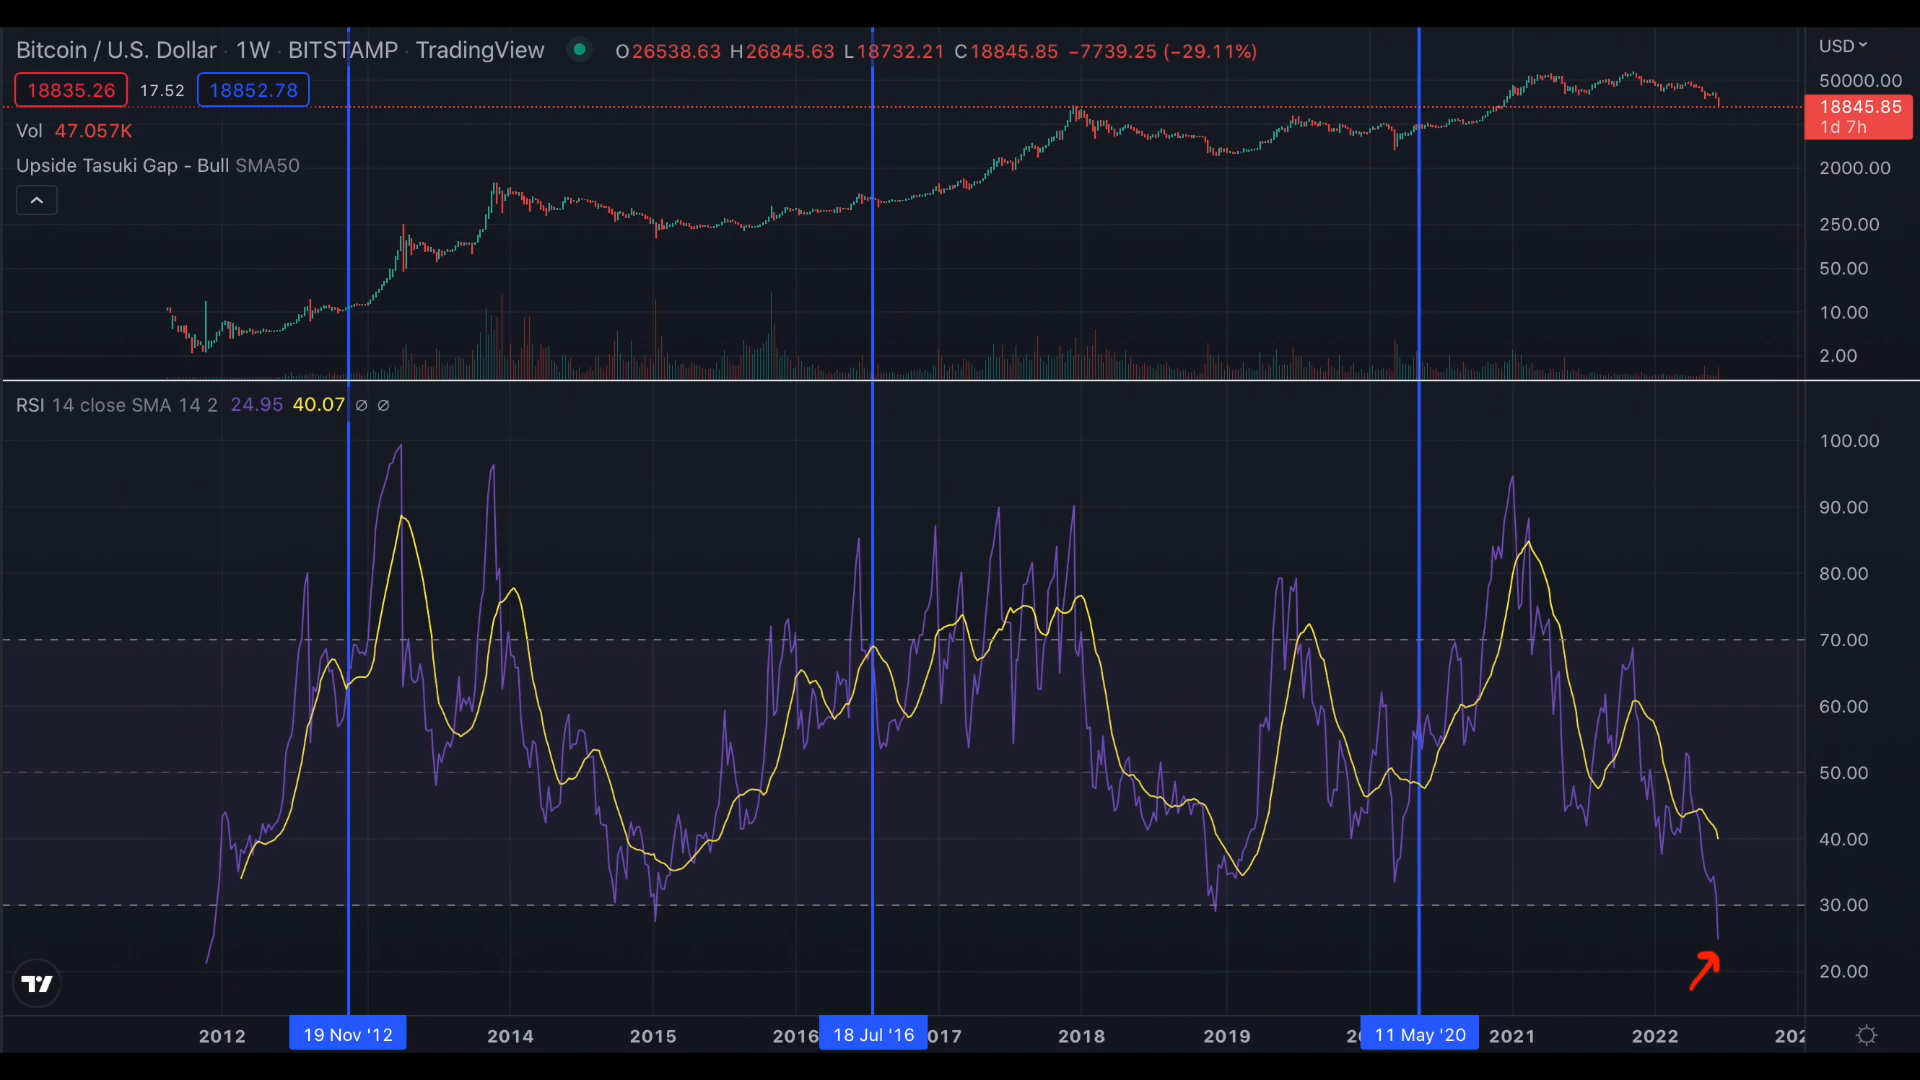 Bitcoin / U.S. Dollar · 1W · BITSTAMP · TradingView O26538.63 H26845.63 L18732.21 C18845.85 −7739.25 (−29.11%)
USD
18835.26 17.52 18852.78
50000.00
18845.85
1d 7h
Vol 47.057K
Upside Tasuki Gap - Bull SMA50
2000.00
250.00
50.00
10.00
2.00
RSI 14 close SMA 14 2 24.95 40.07 ∅ ∅
100.00
90.00
80.00
70.00
60.00
50.00
40.00
30.00
20.00
2012 19 Nov '12 2014 2015 2016 18 Jul '16 017 2018 2019 11 May '20 2021 2022